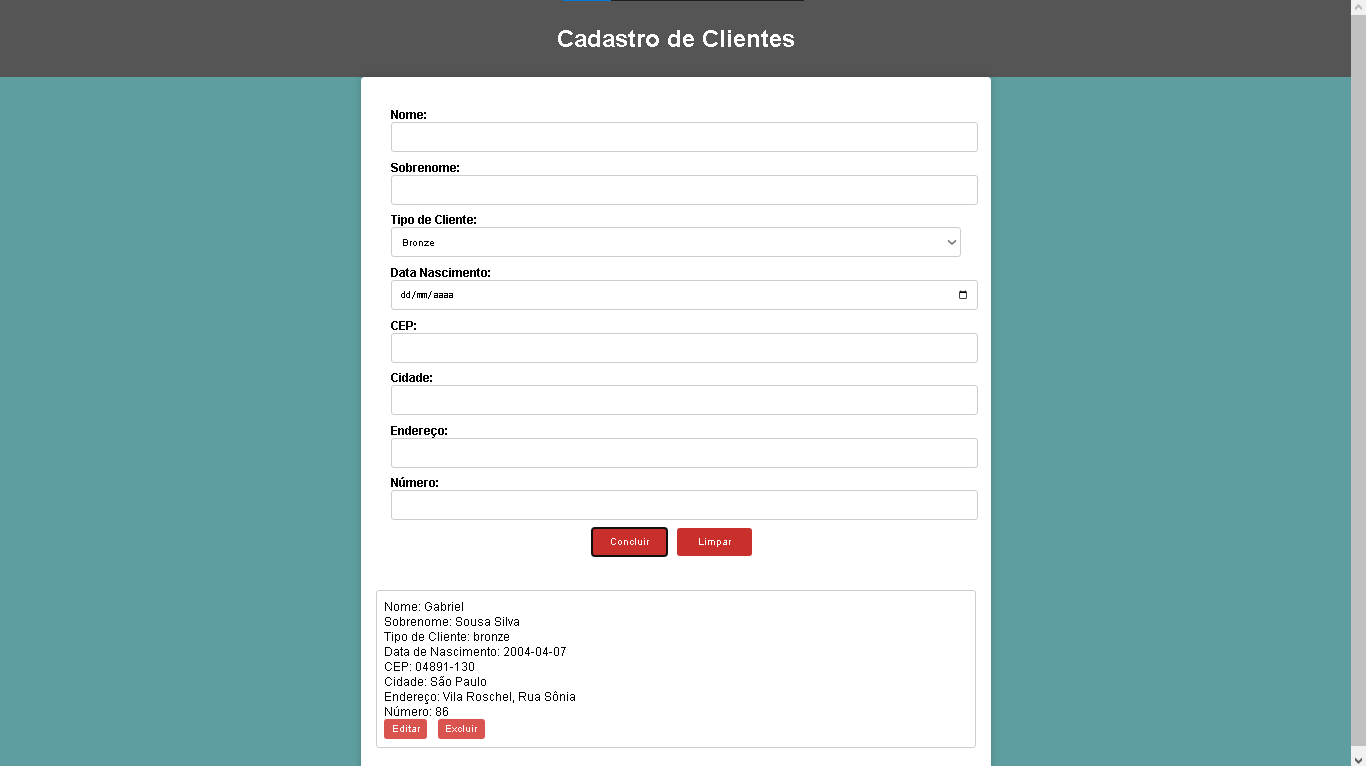 Cadastro de Clientes
Nome:
Sobrenome:
Tipo de Cliente:
Bronze
Data Nascimento:
dd/mm/aaaa
CEP:
Cidade:
Endereço:
Número:
Concluir Limpar
Nome: Gabriel
Sobrenome: Sousa Silva
Tipo de Cliente: bronze
Data de Nascimento: 2004-04-07
CEP: 04891-130
Cidade: São Paulo
Endereço: Vila Roschel, Rua Sônia
Número: 86
Editar Excluir